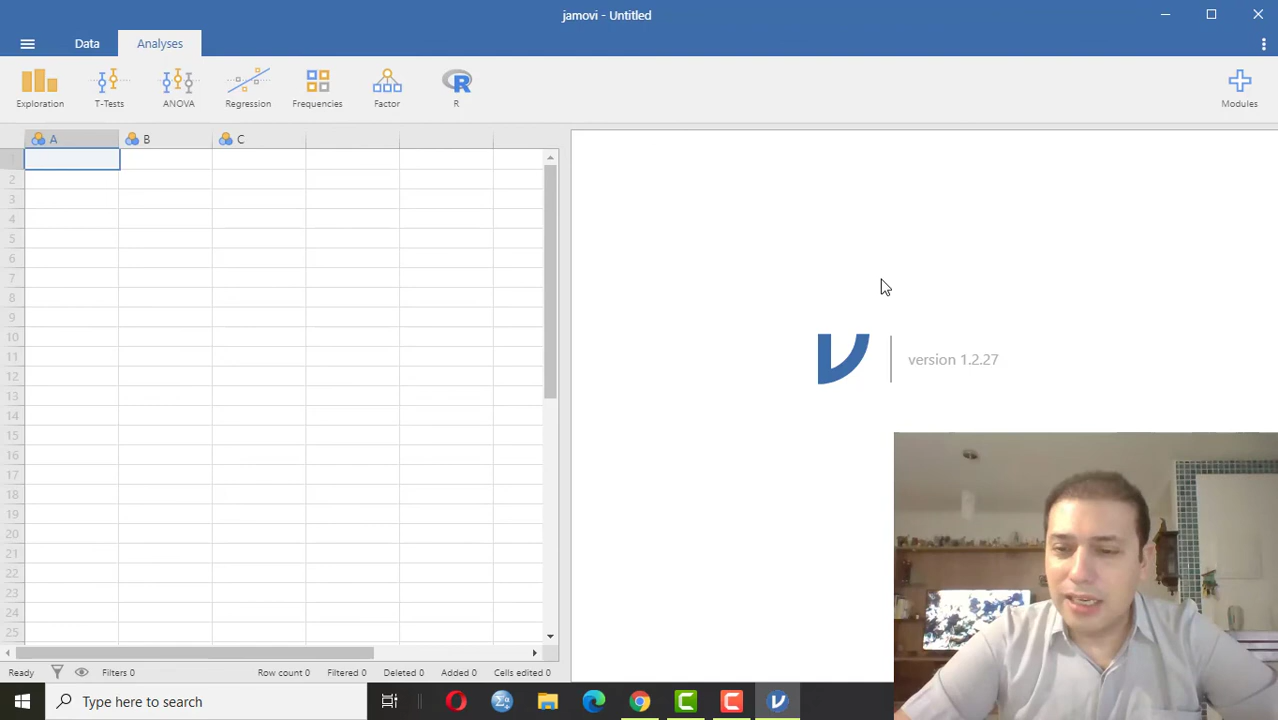 jamovi - Untitled
Data
Analyses
Exploration
T-Tests
ANOVA
Regression
Frequencies
Factor
R
R
Modules
A
B
C
1
2
3
4
5
6
7
8
9
10
11
12
13
14
15
16
17
18
19
20
21
22
23
24
25
version 1.2.27
Ready
Filters 0
Row count 0
Filtered 0
Deleted 0
Added 0
Cells edited 0
Type here to search